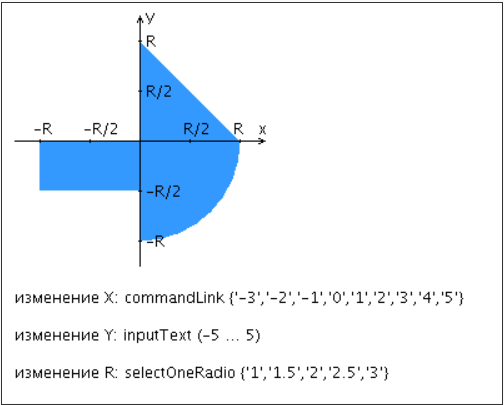 y
R
R/2
-R -R/2 R/2 R x
-R/2
-R
изменение X: commandLink {'-3','-2','-1','0','1','2','3','4','5'}
изменение Y: inputText (-5 ... 5)
изменение R: selectOneRadio {'1','1.5','2','2.5','3'}